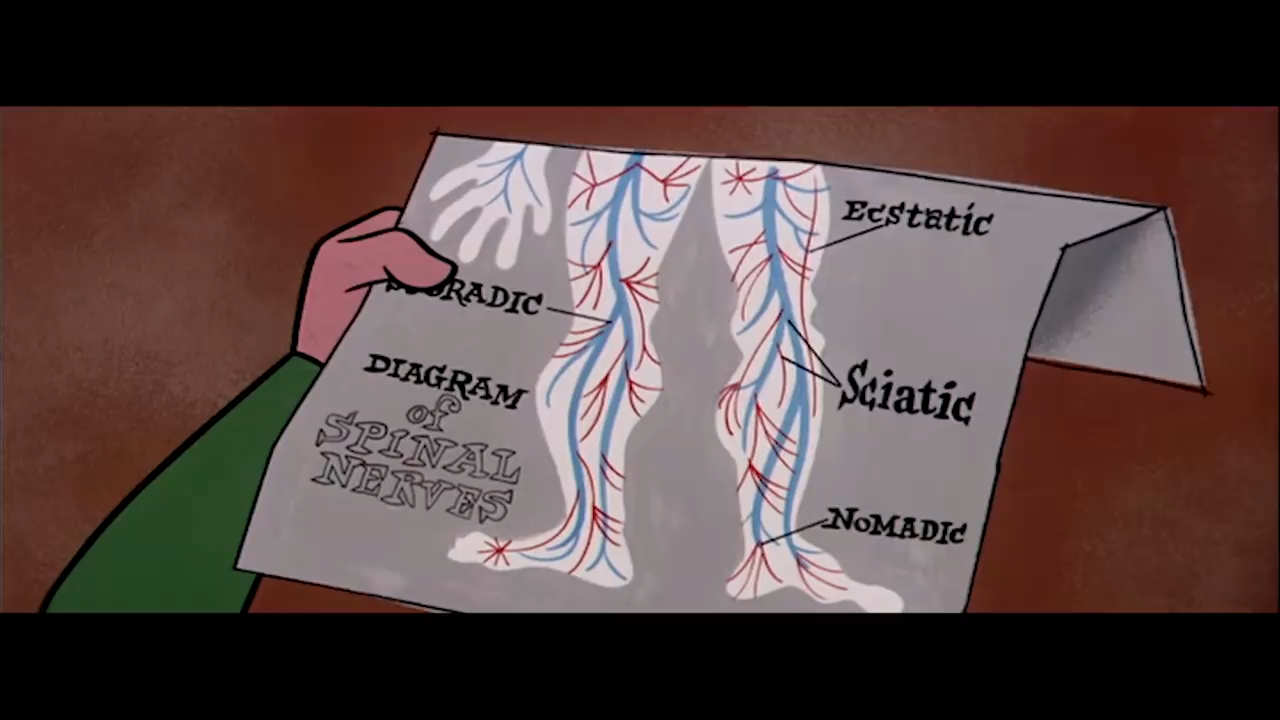 Ecstatic
DIAGRAM
of
SPINAL
NERVES
Sciatic
NoMADIC